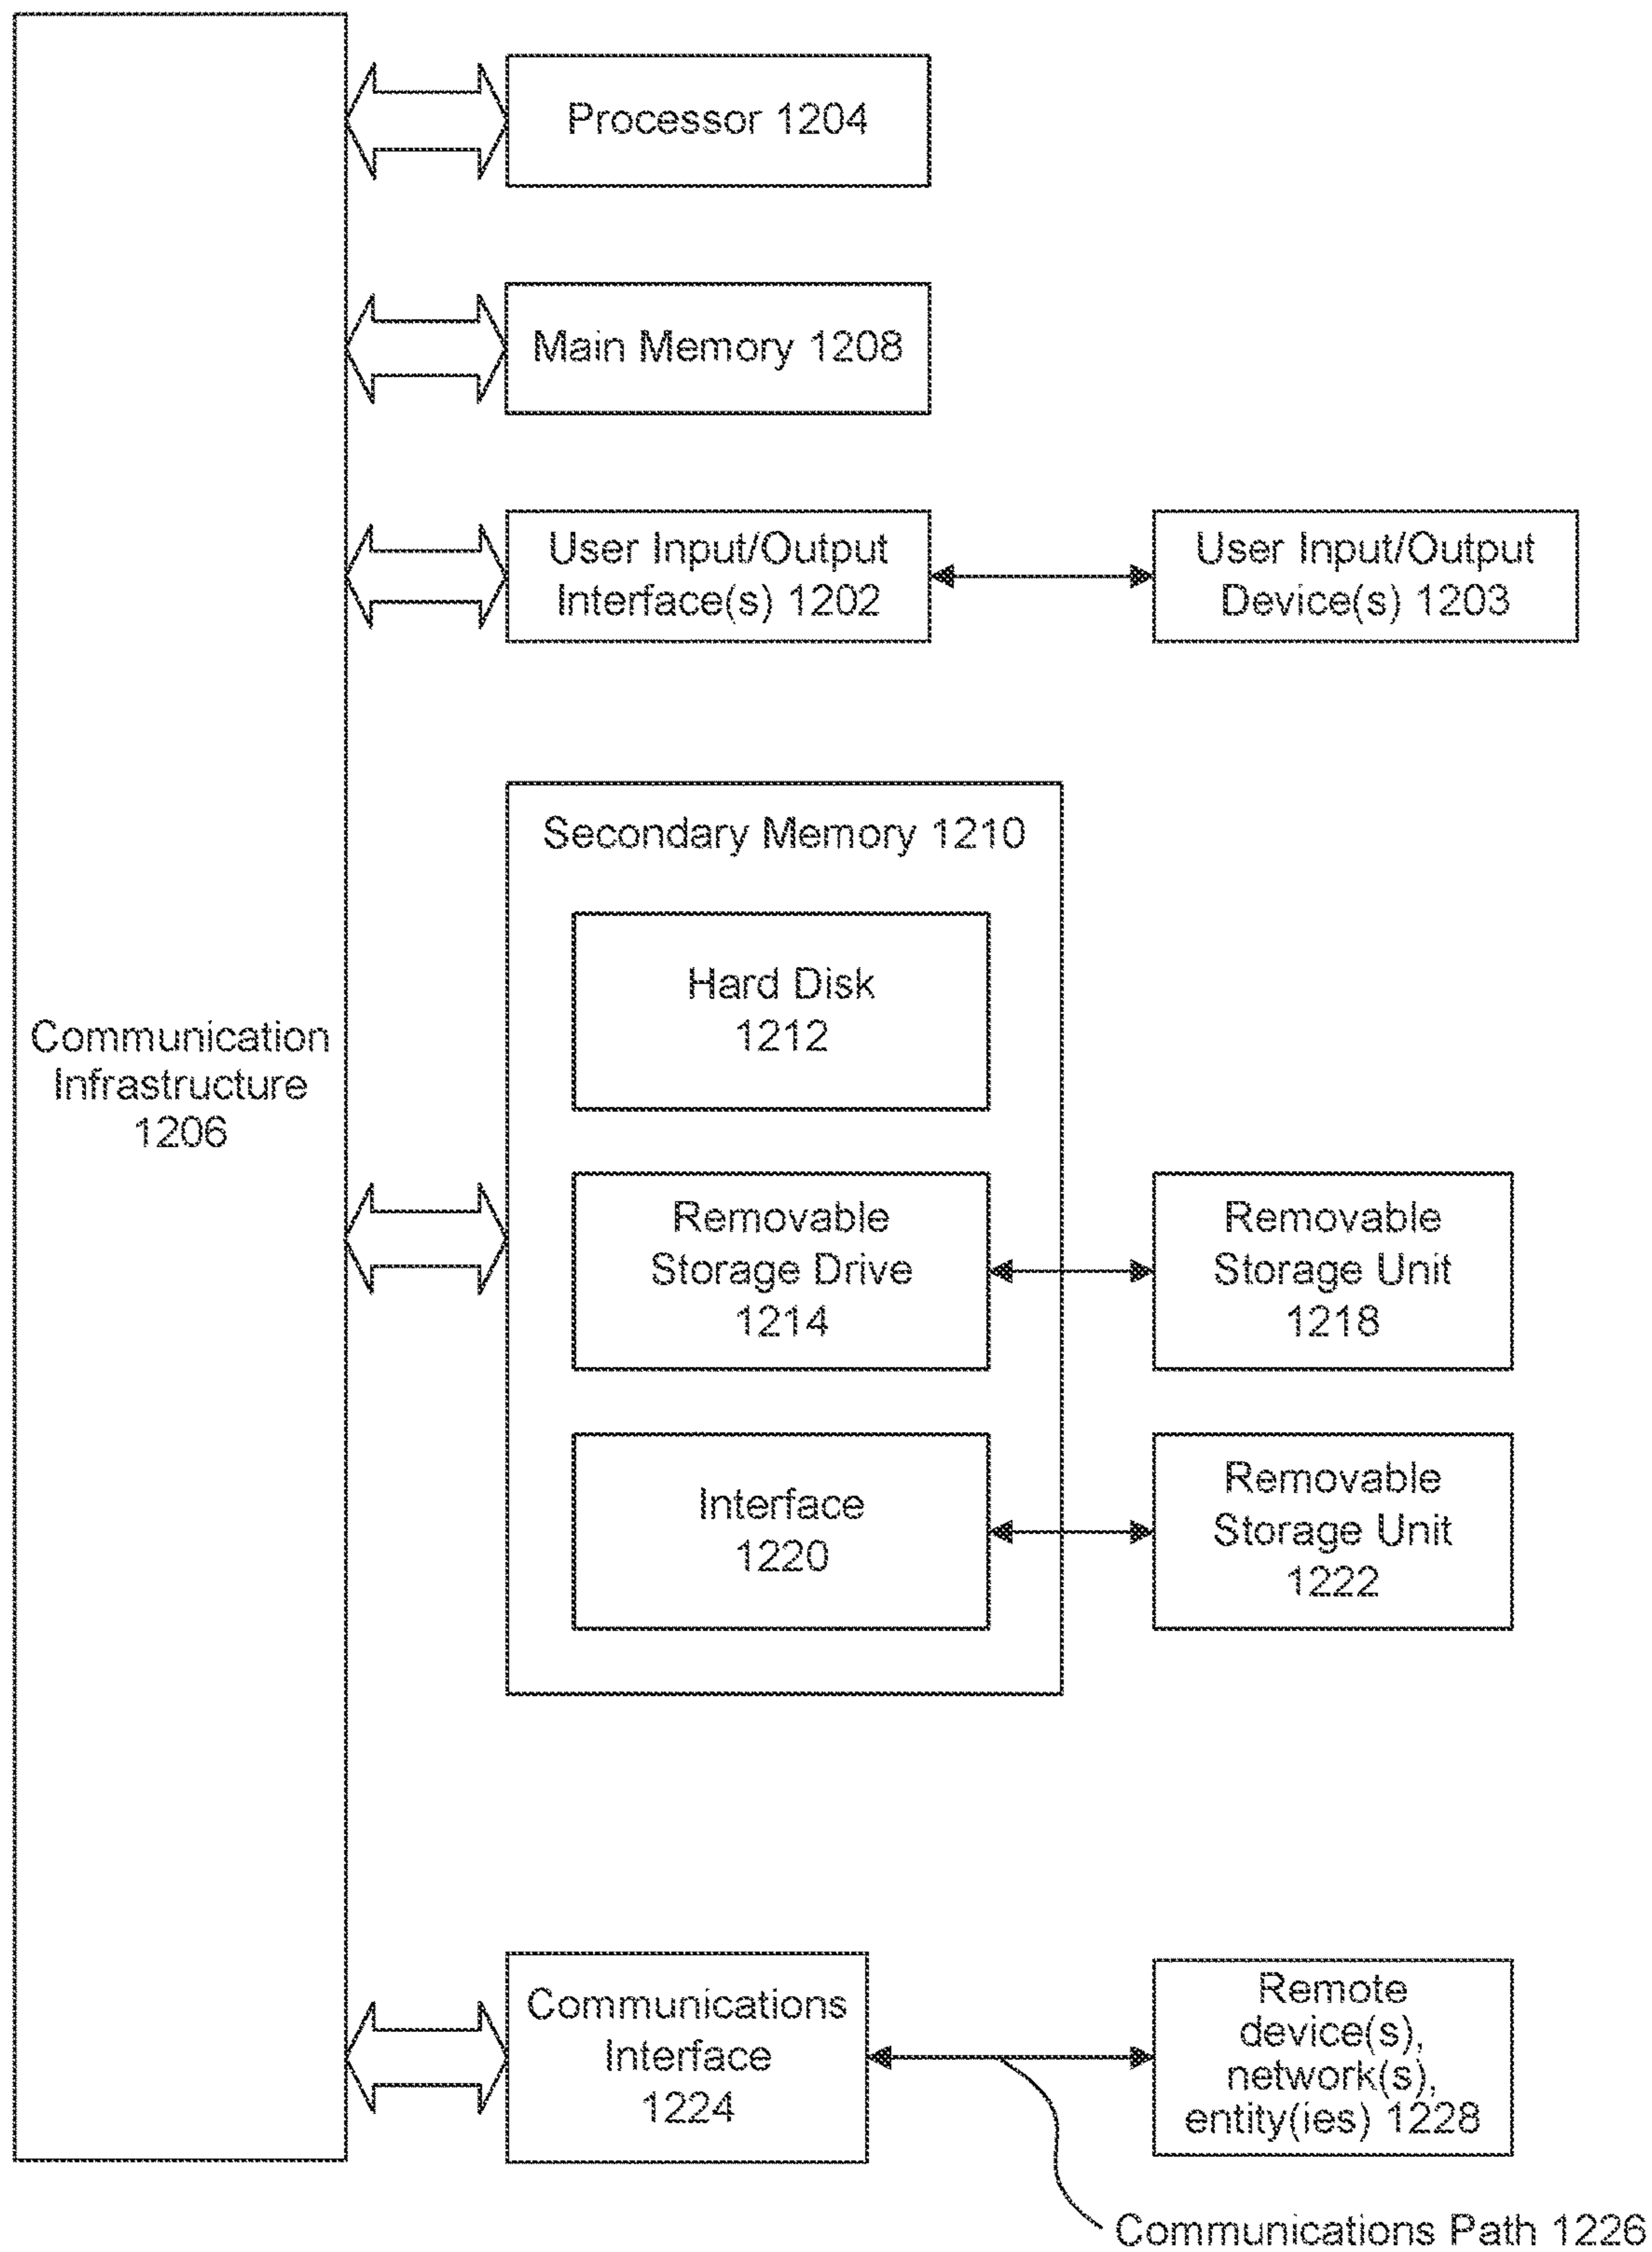 Processor 1204
Main Memory 1208
User Input/Output
Interface(s) 1202
User Input/Output
Device(s) 1203
Communication
Infrastructure
1206
Secondary Memory 1210
Hard Disk
1212
Removable
Storage Drive
1214
Removable
Storage Unit
1218
Interface
1220
Removable
Storage Unit
1222
Communications
Interface
1224
Remote
device(s),
network(s),
entity(ies) 1228
Communications Path 1226